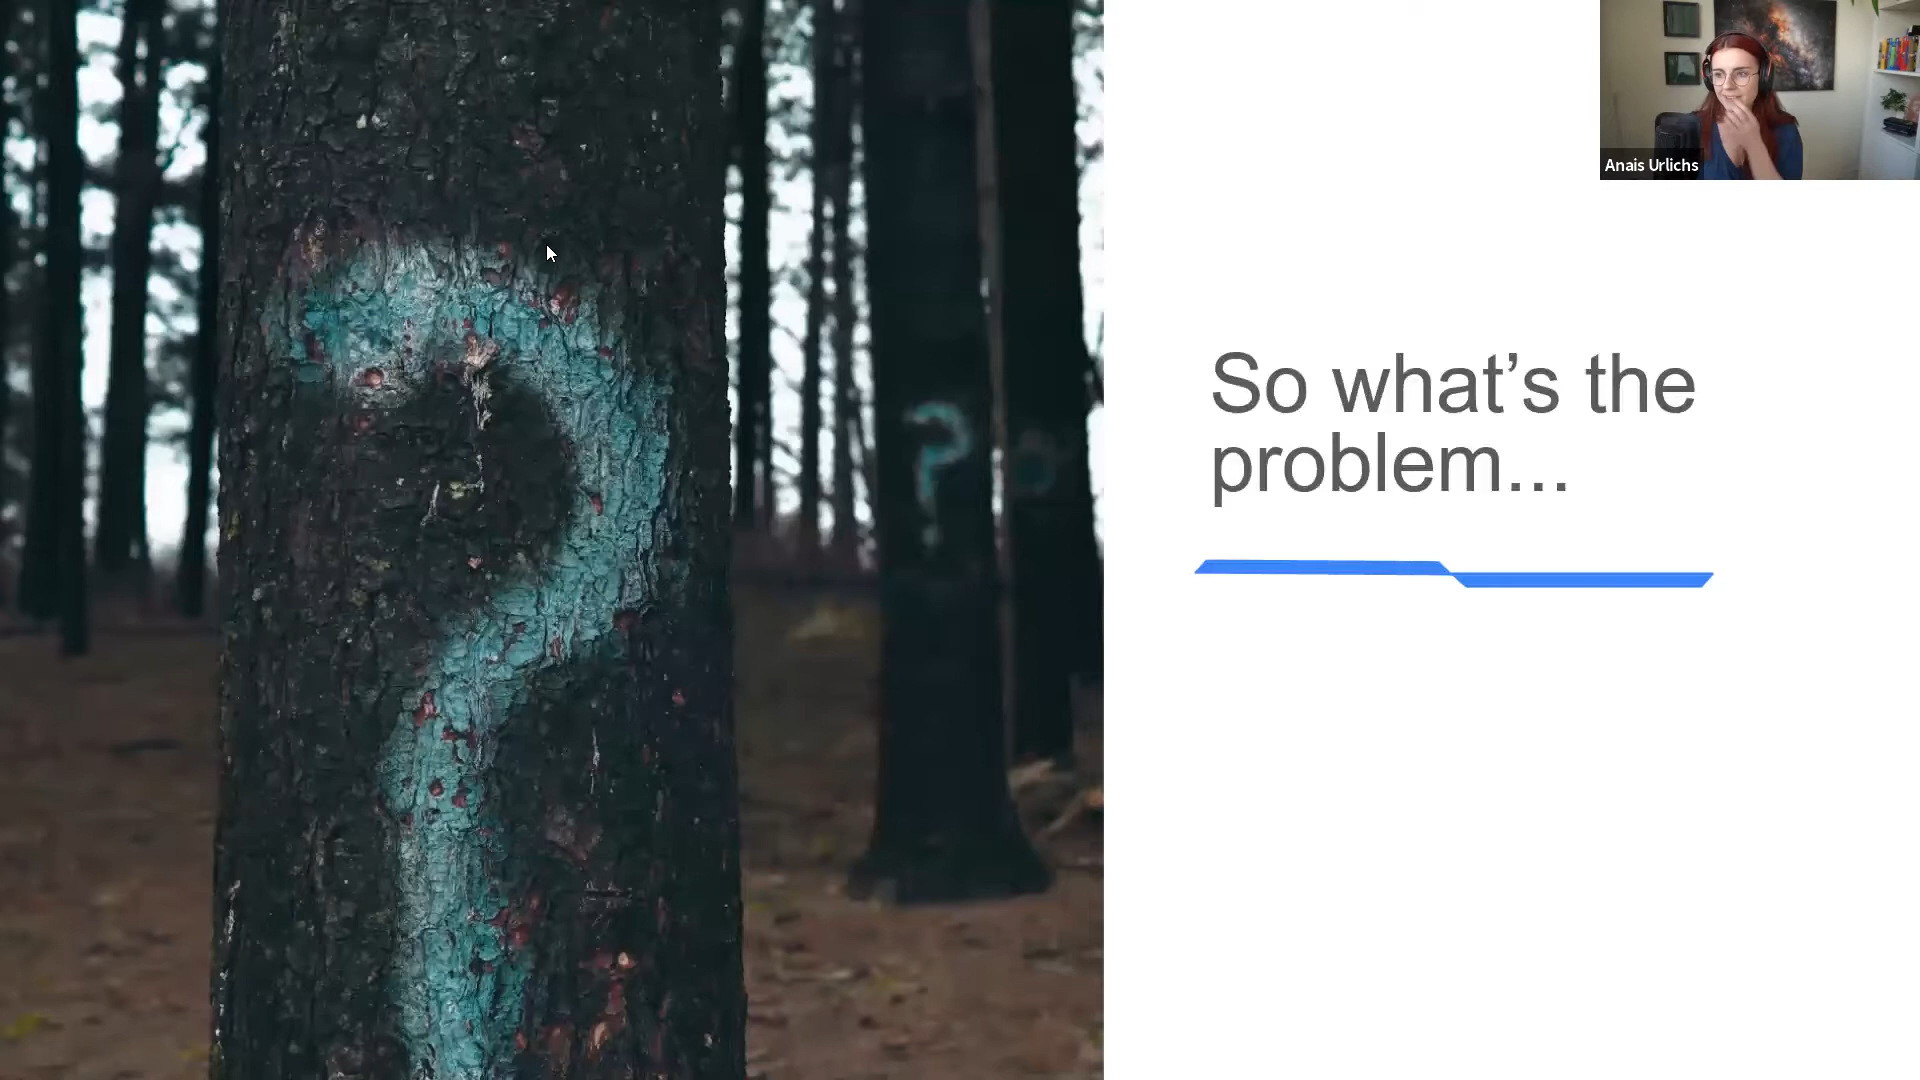 Anais Urlichs
So what's the
problem...
?
?